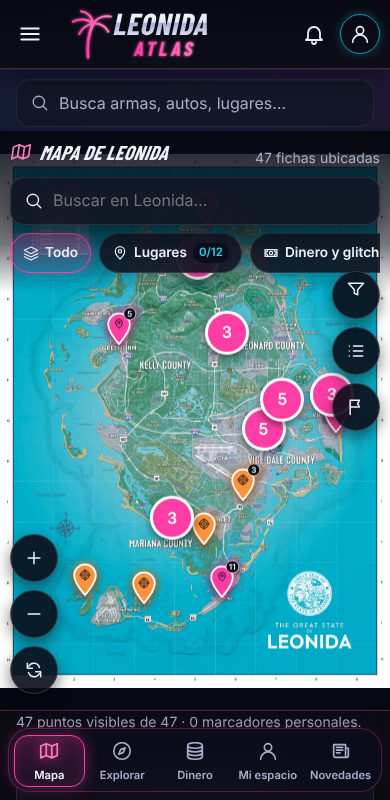 LEONIDA
ATLAS
Busca armas, autos, lugares...
MAPA DE LEONIDA
47 fichas ubicadas
Buscar en Leonida...
Todo
Lugares 0/12
Dinero y glitch
5
GELLHORN
3
LEONARD COUNTY
KELLY COUNTY
5
3
5
VICE-DALE COUNTY
3
3
MARIANA COUNTY
11
THE GREAT STATE
OF
LEONIDA
47 puntos visibles de 47 · 0 marcadores personales.
Mapa
Explorar
Dinero
Mi espacio
Novedades